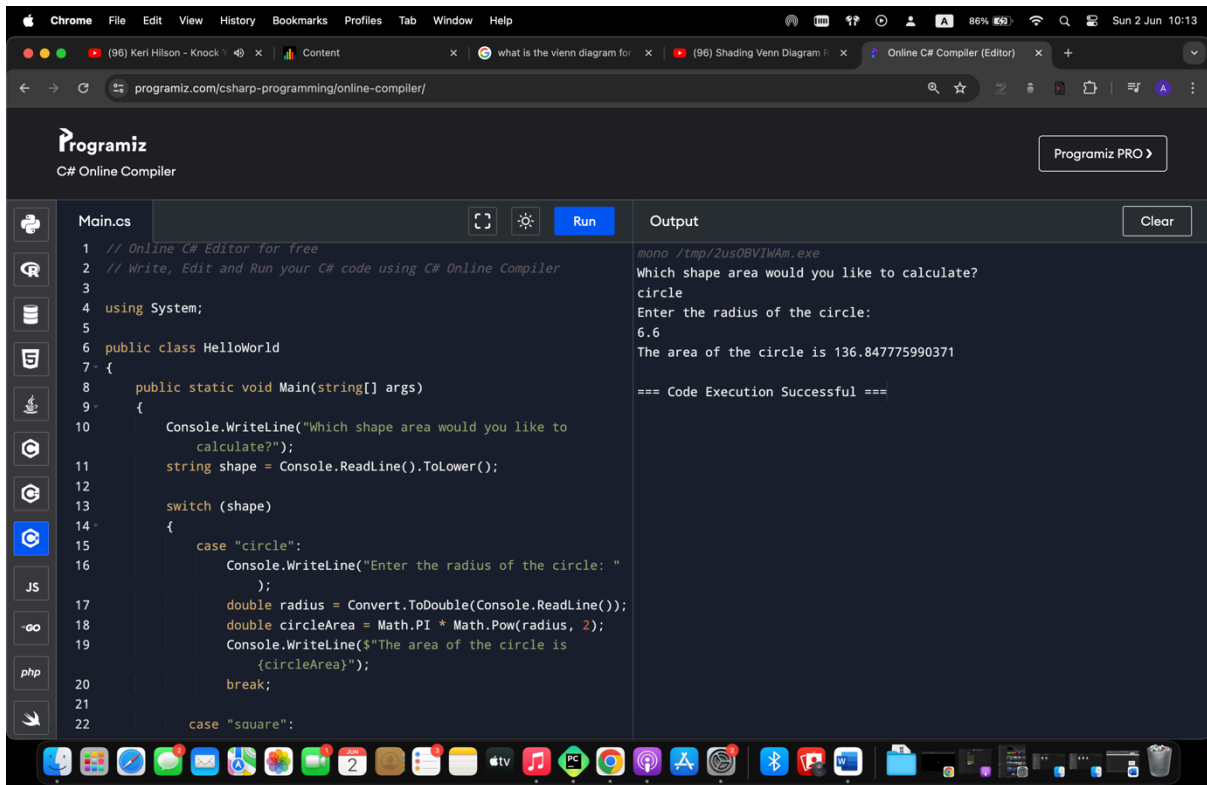 Chrome File Edit View History Bookmarks Profiles Tab Window Help
A 86% Sun 2 Jun 10:13
(96) Keri Hilson - Knock Y
Content
what is the vienn diagram for
(96) Shading Venn Diagram R
Online C# Compiler (Editor)
programiz.com/csharp-programming/online-compiler/
A
Programiz
C# Online Compiler
Programiz PRO
Main.cs
Run
Output
Clear
1 // Online C# Editor for free
2 // Write, Edit and Run your C# code using C# Online Compiler
3
4 using System;
5
6 public class HelloWorld
7 {
8 public static void Main(string[] args)
9 {
10 Console.WriteLine("Which shape area would you like to
calculate?");
11 string shape = Console.ReadLine().ToLower();
12
13 switch (shape)
14 {
15 case "circle":
16 Console.WriteLine("Enter the radius of the circle: "
);
17 double radius = Convert.ToDouble(Console.ReadLine());
18 double circleArea = Math.PI * Math.Pow(radius, 2);
19 Console.WriteLine($"The area of the circle is
{circleArea}");
20 break;
21
22 case "square":
mono /tmp/2usOBVIWAm.exe
Which shape area would you like to calculate?
circle
Enter the radius of the circle:
6.6
The area of the circle is 136.847775990371
=== Code Execution Successful ===
R
5
C
JS
GO
php
2
1
JUN
2
3
tv
PC
2
W